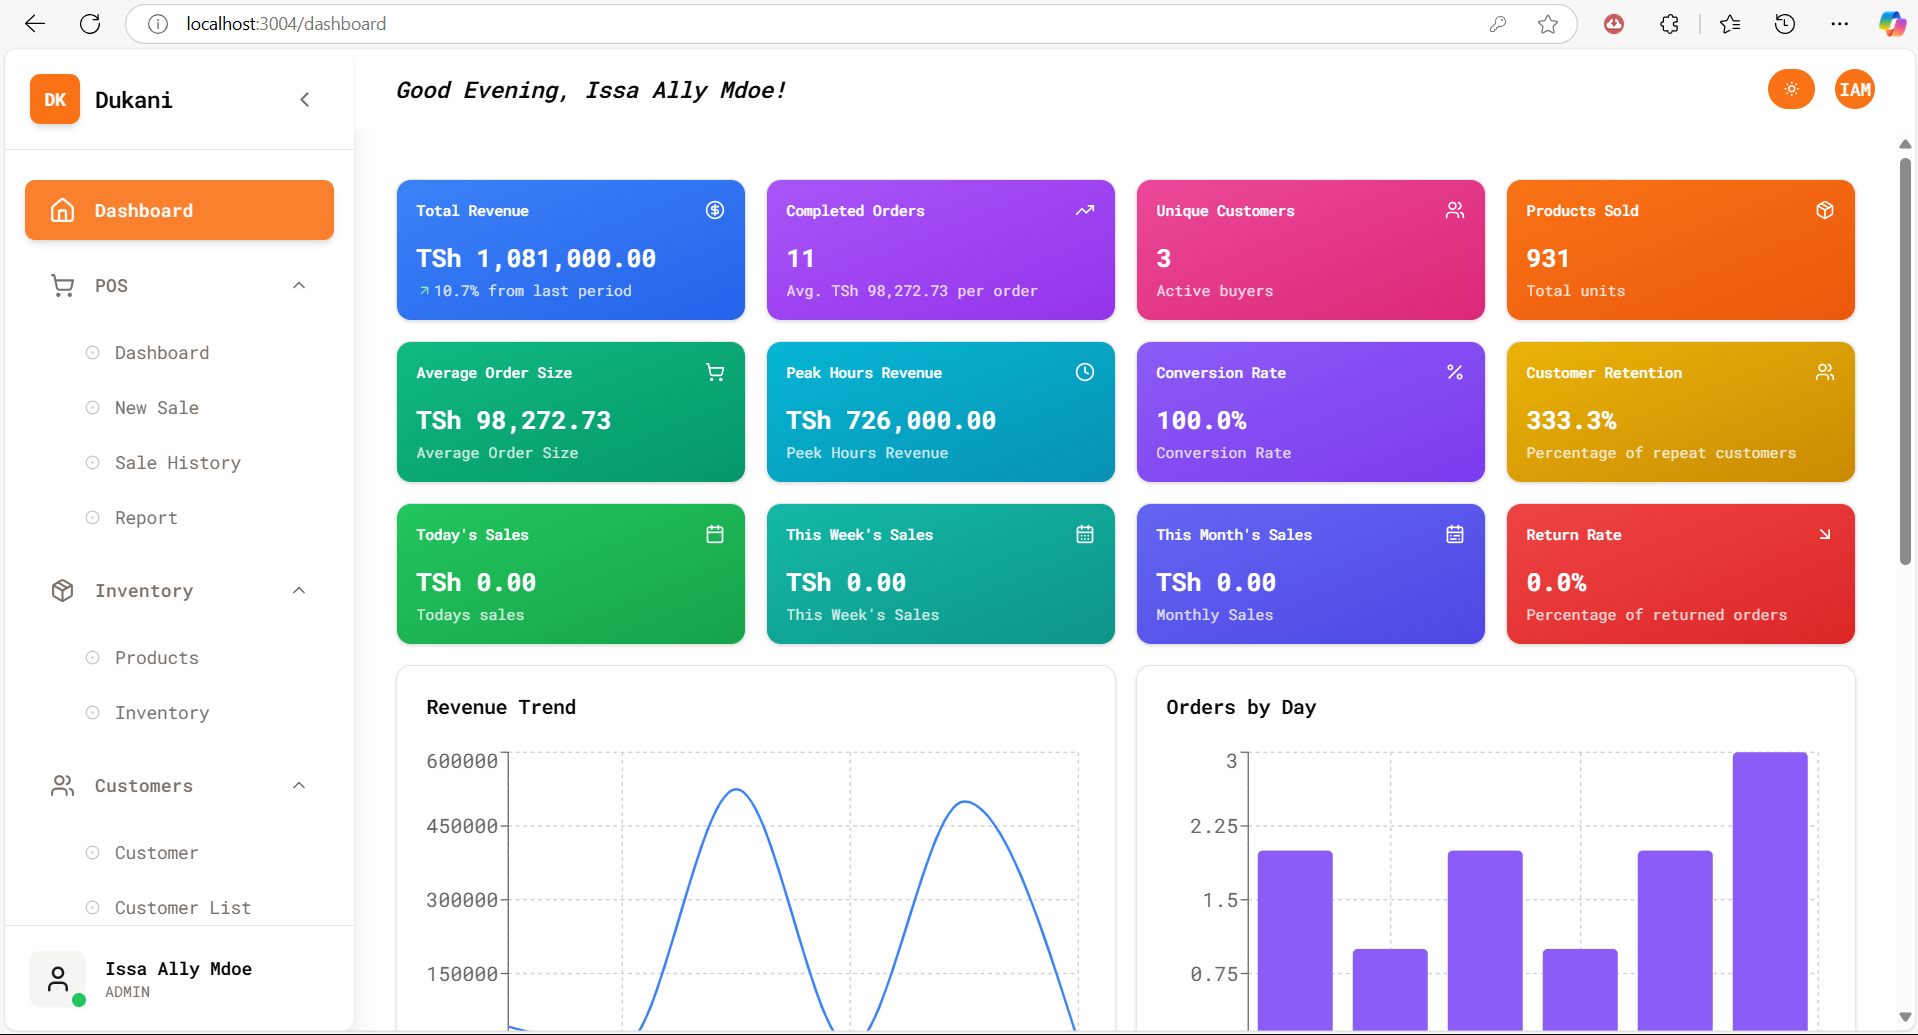 localhost:3004/dashboard
DK
Dukani
Good Evening, Issa Ally Mdoe!
IAM
Dashboard
POS
Dashboard
New Sale
Sale History
Report
Inventory
Products
Inventory
Customers
Customer
Customer List
Issa Ally Mdoe
ADMIN
Total Revenue
TSh 1,081,000.00
10.7% from last period
Completed Orders
11
Avg. TSh 98,272.73 per order
Unique Customers
3
Active buyers
Products Sold
931
Total units
Average Order Size
TSh 98,272.73
Average Order Size
Peak Hours Revenue
TSh 726,000.00
Peek Hours Revenue
Conversion Rate
100.0%
Conversion Rate
Customer Retention
333.3%
Percentage of repeat customers
Today's Sales
TSh 0.00
Todays sales
This Week's Sales
TSh 0.00
This Week's Sales
This Month's Sales
TSh 0.00
Monthly Sales
Return Rate
0.0%
Percentage of returned orders
Revenue Trend
600000
450000
300000
150000
Orders by Day
3
2.25
1.5
0.75